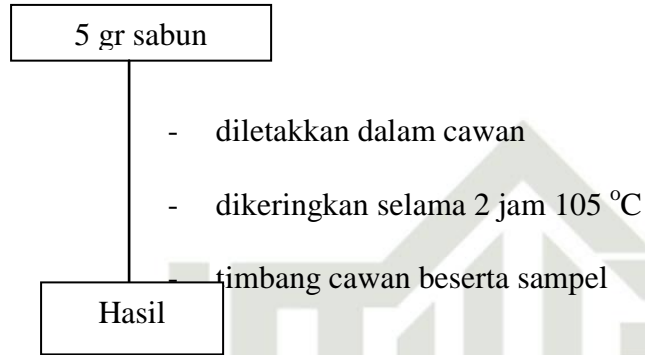 5 gr sabun
- diletakkan dalam cawan
- dikeringkan selama 2 jam 105 °C
- timbang cawan beserta sampel
Hasil